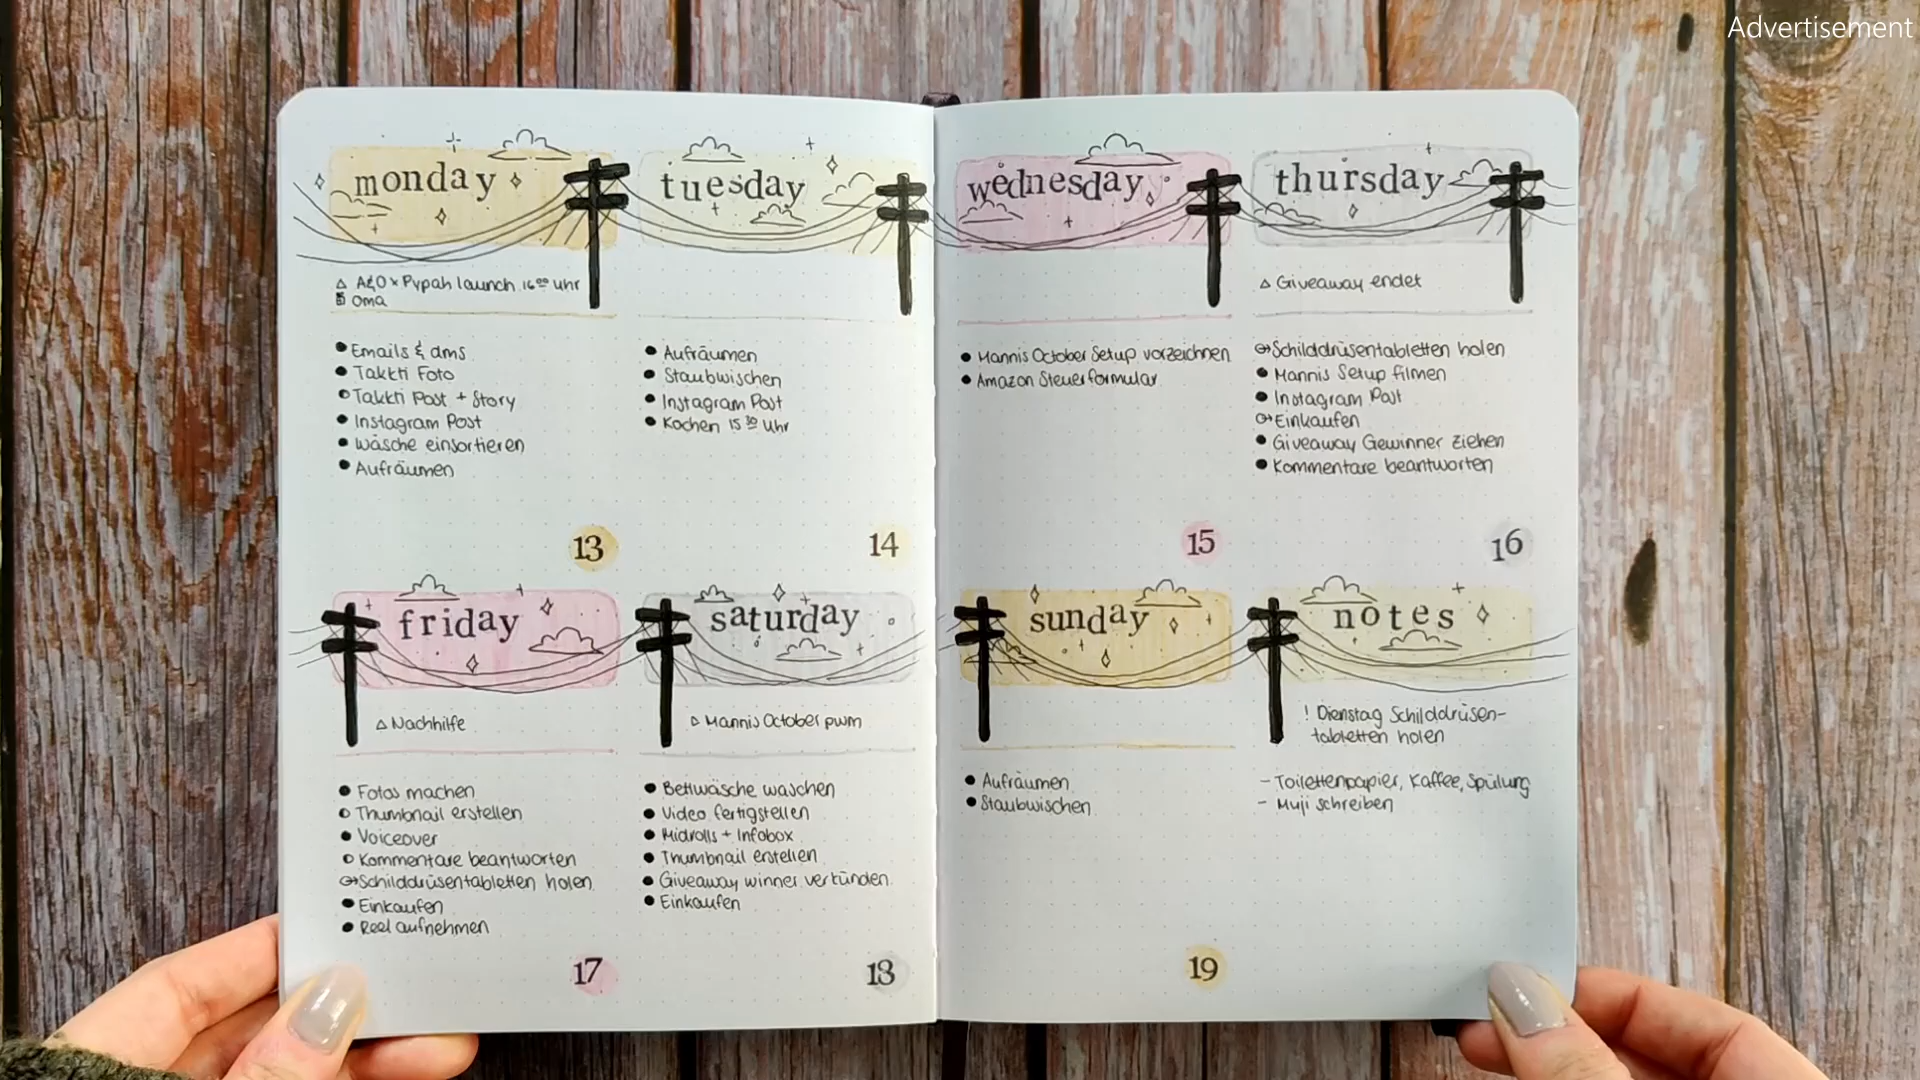 Advertisement
monday
A&O x Pypah launch 16⁰⁰ Uhr
Oma
Emails & dms
Takkti Foto
Takkti Post + Story
Instagram Post
Wäsche einsortieren
Aufräumen
13
tuesday
Aufräumen
Staubwischen
Instagram Post
Kochen 15³⁰ Uhr
14
wednesday
Mannis October Setup vorzeichnen
Amazon Steuerformular
15
thursday
Giveaway endet
Schilddrüsentabletten holen
Mannis Setup filmen
Instagram Post
Einkaufen
Giveaway Gewinner ziehen
Kommentare beantworten
16
friday
Nachhilfe
Fotos machen
Thumbnail erstellen
Voiceover
Kommentare beantworten
Schilddrüsentabletten holen
Einkaufen
Reel aufnehmen
17
saturday
Mannis October pwm
Bettwäsche waschen
Video fertigstellen
Midrolls + Infobox
Thumbnail erstellen
Giveaway winner verkünden
Einkaufen
13
sunday
Aufräumen
Staubwischen
19
notes
! Dienstag Schilddrüsen-
tabletten holen
- Toilettenpapier, Kaffee, Spülung
- Muji schreiben